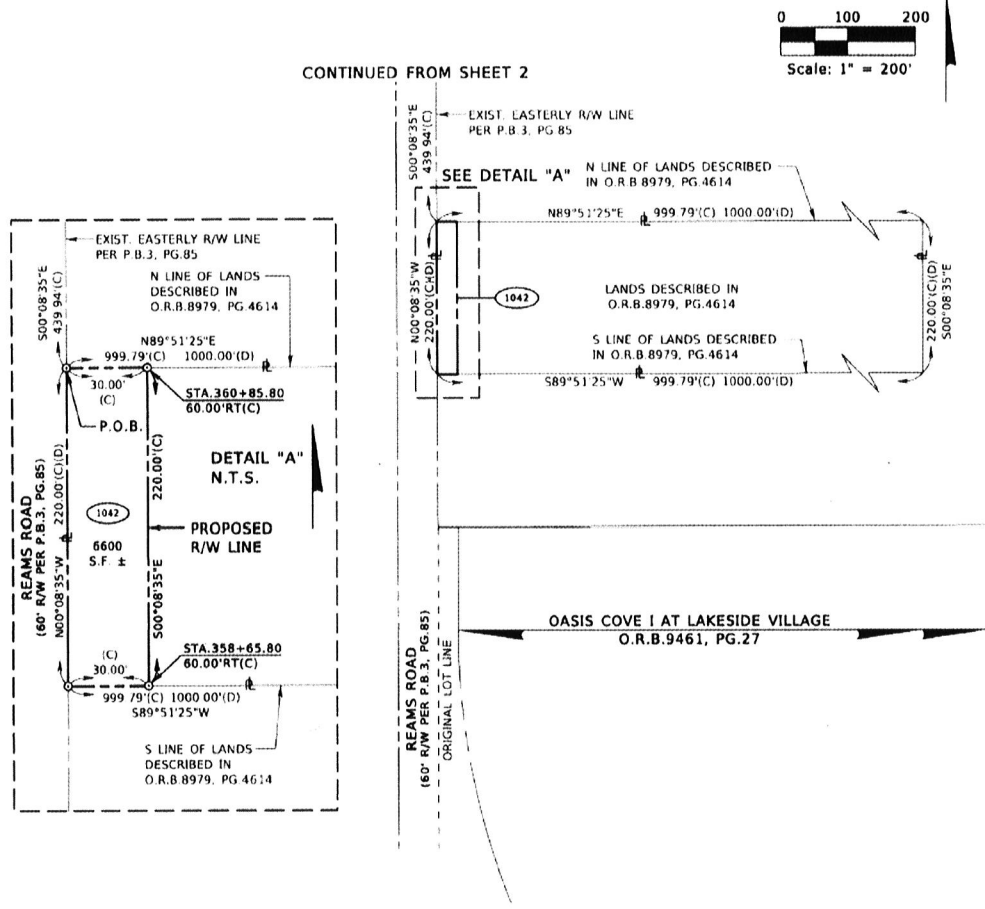 0 100 200
Scale: 1" = 200'
CONTINUED FROM SHEET 2
S00°08'35"E
439.94'(C)
EXIST. EASTERLY R/W LINE
PER P.B.3, PG.85
SEE DETAIL "A"
N LINE OF LANDS DESCRIBED
IN O.R.B.8979, PG.4614
N89°51'25"E 999.79'(C) 1000.00'(D)
N00°08'35"W
220.00'(C)(D)
1042
LANDS DESCRIBED IN
O.R.B.8979, PG.4614
220.00'(C)(D)
S00°08'35"E
S LINE OF LANDS DESCRIBED
IN O.R.B.8979, PG.4614
S89°51'25"W 999.79'(C) 1000.00'(D)
EXIST. EASTERLY R/W LINE
PER P.B.3, PG.85
S00°08'35"E
439.94'(C)
N LINE OF LANDS
DESCRIBED IN
O.R.B.8979, PG.4614
N89°51'25"E
999.79'(C) 1000.00'(D)
30.00'
(C)
STA.360+85.80
60.00'RT(C)
P.O.B.
DETAIL "A"
N.T.S.
REAMS ROAD
(60' R/W PER P.B.3, PG.85)
N00°08'35"W 220.00'(C)(D)
1042
6600
S.F. ±
220.00'(C)
S00°08'35"E
PROPOSED
R/W LINE
STA.358+65.80
60.00'RT(C)
(C)
30.00'
999.79'(C) 1000.00'(D)
S89°51'25"W
S LINE OF LANDS
DESCRIBED IN
O.R.B.8979, PG.4614
REAMS ROAD
(60' R/W PER P.B.3, PG.85)
ORIGINAL LOT LINE
OASIS COVE I AT LAKESIDE VILLAGE
O.R.B.9461, PG.27